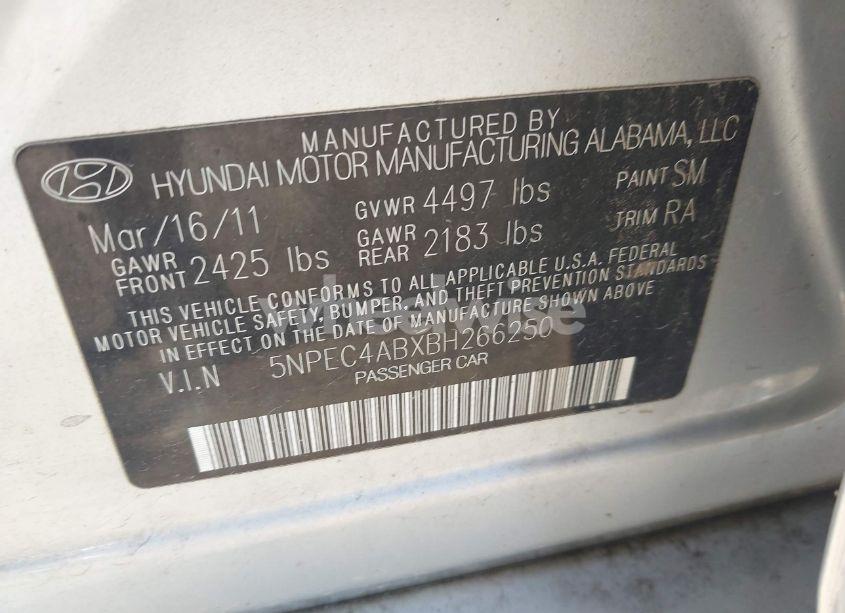 MANUFACTURED BY
HYUNDAI MOTOR MANUFACTURING ALABAMA, LLC
Mar/16/11 GVWR 4497 lbs PAINT SM
GAWR FRONT 2425 lbs GAWR REAR 2183 lbs TRIM RA
THIS VEHICLE CONFORMS TO ALL APPLICABLE U.S.A. FEDERAL
MOTOR VEHICLE SAFETY, BUMPER, AND THEFT PREVENTION STANDARDS
IN EFFECT ON THE DATE OF MANUFACTURE SHOWN ABOVE
V.I.N 5NPEC4ABXBH266250
PASSENGER CAR